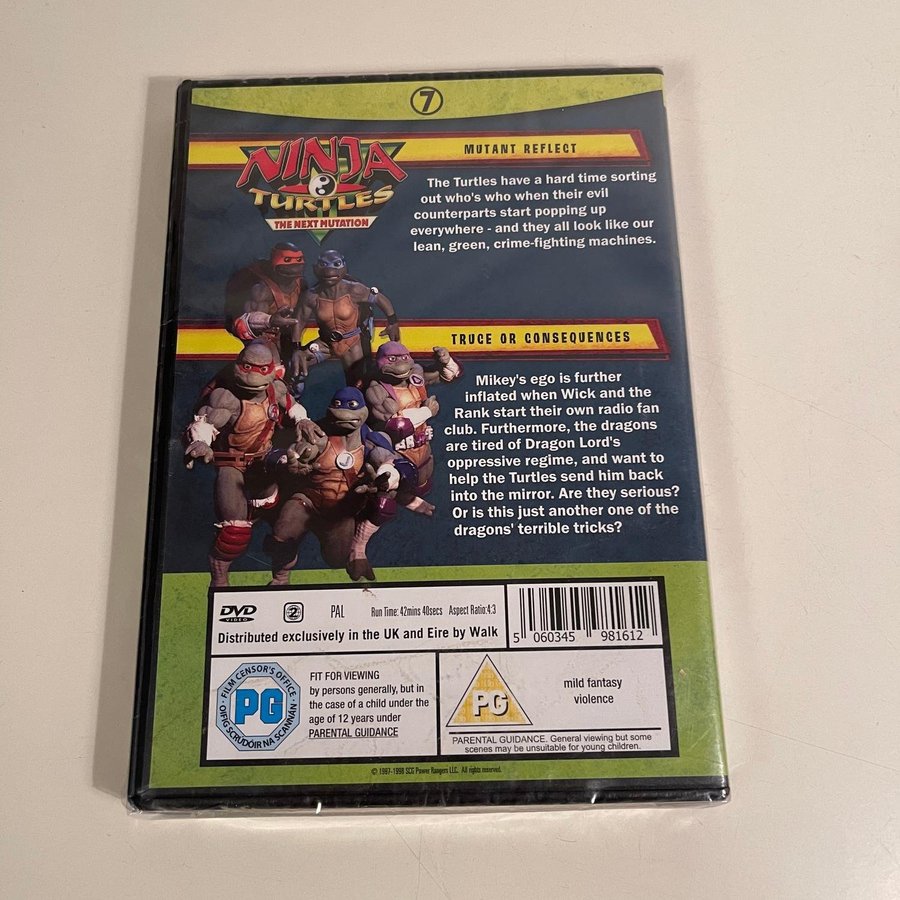 7
NINJA
TURTLES
THE NEXT MUTATION
MUTANT REFLECT
The Turtles have a hard time sorting
out who's who when their evil
counterparts start popping up
everywhere - and they all look like our
lean, green, crime-fighting machines.
TRUCE OR CONSEQUENCES
Mikey's ego is further
inflated when Wick and the
Rank start their own radio fan
club. Furthermore, the dragons
are tired of Dragon Lord's
oppressive regime, and want to
help the Turtles send him back
into the mirror. Are they serious?
Or is this just another one of the
dragons' terrible tricks?
DVD
VIDEO
2
PAL
Run Time: 42mins 40secs
Aspect Ratio:4:3
Distributed exclusively in the UK and Eire by Walk
5 060345 981612
FILM CENSOR'S OFFICE
PG
OIFIG SCRÚDÓIR NA SCANNÁN
FIT FOR VIEWING
by persons generally, but in
the case of a child under the
age of 12 years under
PARENTAL GUIDANCE
PG
mild fantasy
violence
PARENTAL GUIDANCE. General viewing but some
scenes may be unsuitable for young children.
© 1997-1998 SCG Power Rangers LLC. All rights reserved.